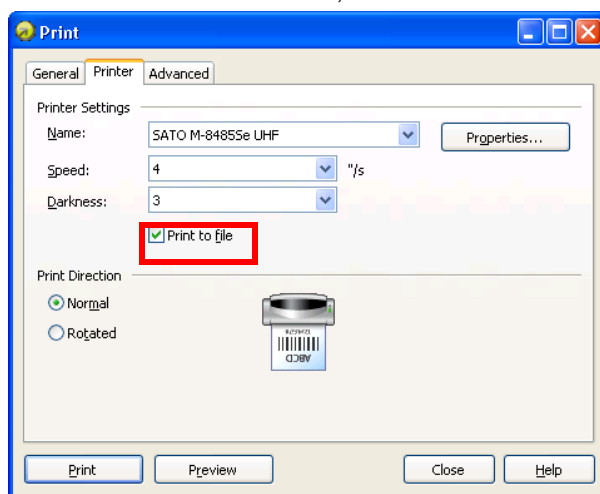 Print
General Printer Advanced
Printer Settings
Name: SATO M-8485Se UHF Properties...
Speed: 4 "/s
Darkness: 3
Print to file
Print Direction
Normal
Rotated
ABCD
Print Preview Close Help